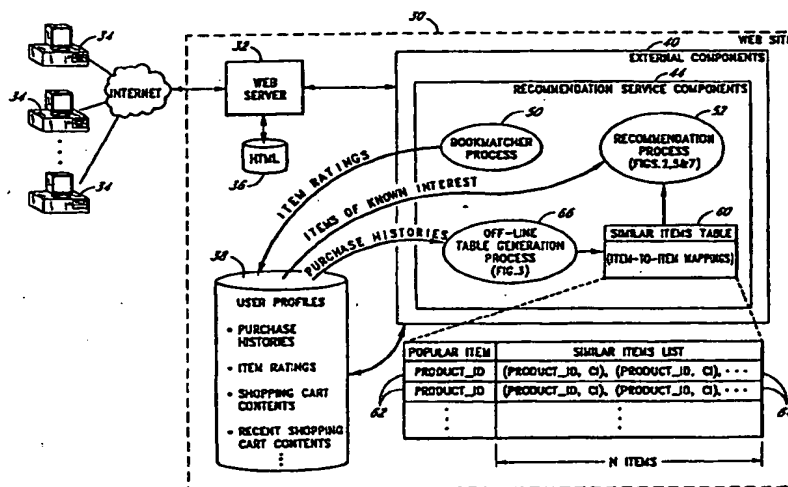 30
WEB SITE
34
32
40
EXTERNAL COMPONENTS
WEB
SERVER
44
RECOMMENDATION SERVICE COMPONENTS
INTERNET
34
50
52
BOOKMATCHER
PROCESS
RECOMMENDATION
PROCESS
(FIGS. 2, 5&7)
HTML
36
34
ITEM RATINGS
ITEMS OF KNOWN INTEREST
PURCHASE HISTORIES
66
60
OFF-LINE
TABLE GENERATION
PROCESS
(FIG. 3)
SIMILAR ITEMS TABLE
(ITEM-TO-ITEM MAPPINGS)
38
USER PROFILES
• PURCHASE
HISTORIES
• ITEM RATINGS
• SHOPPING CART
CONTENTS
• RECENT SHOPPING
CART CONTENTS
POPULAR ITEM
SIMILAR ITEMS LIST
PRODUCT_ID
(PRODUCT_ID, CI), (PRODUCT_ID, CI), ···
PRODUCT_ID
(PRODUCT_ID, CI), (PRODUCT_ID, CI), ···
62
N ITEMS